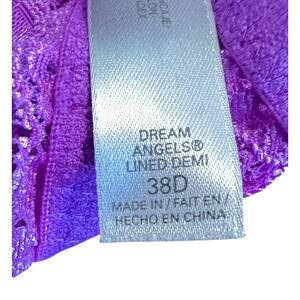 DREAM
ANGELS®
LINED DEMI
38D
MADE IN / FAIT EN /
HECHO EN CHINA